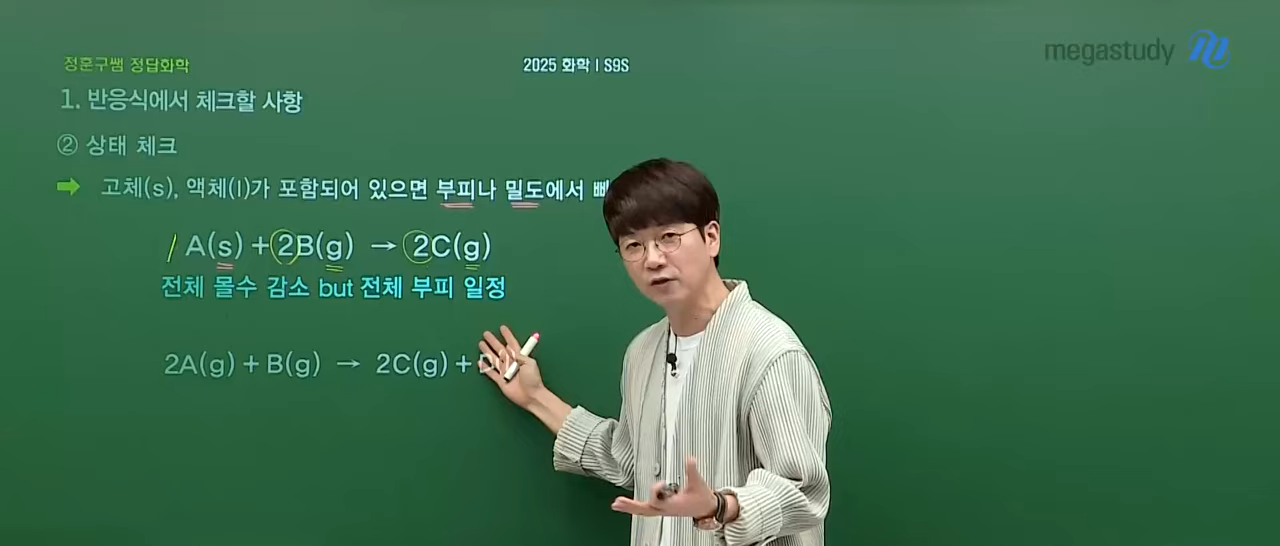 정훈구쌤 정답화학
2025 화학 I S9S
megastudy
1. 반응식에서 체크할 사항
② 상태 체크
➡ 고체(s), 액체(l)가 포함되어 있으면 부피나 밀도에서
/ A(s) + 2B(g) → 2C(g)
전체 몰수 감소 but 전체 부피 일정
2A(g) + B(g) → 2C(g) +